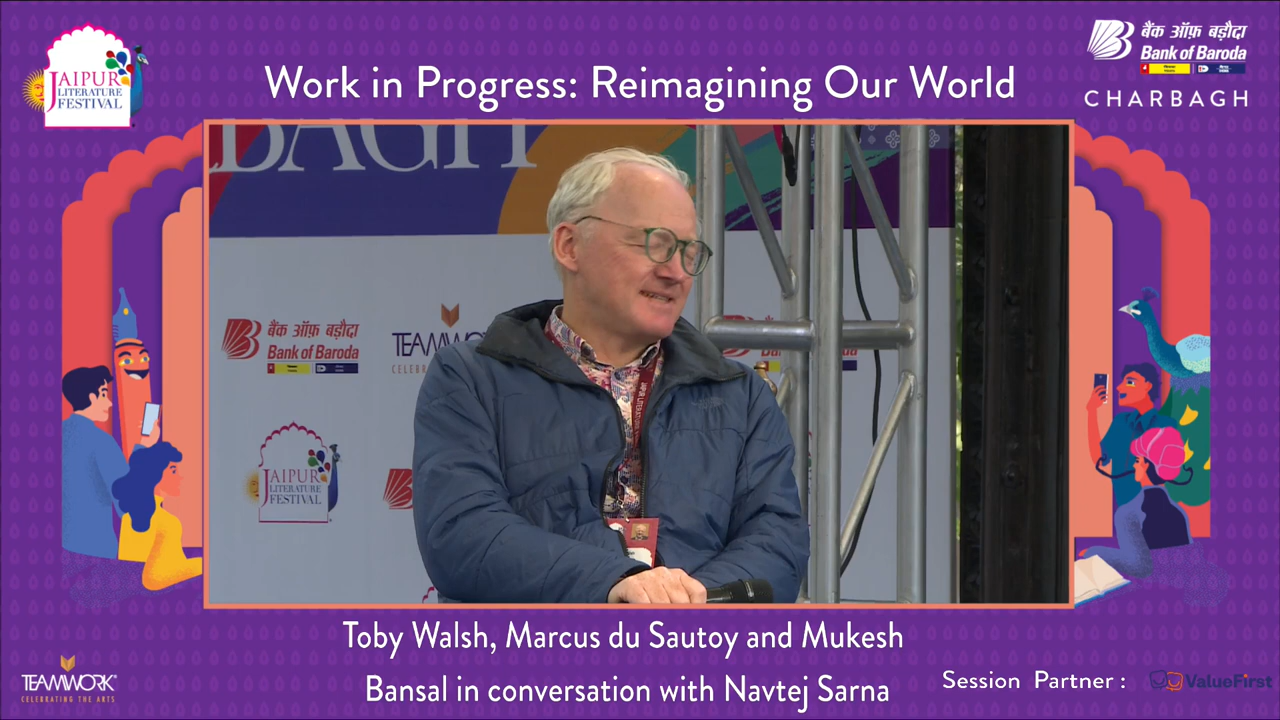 JAIPUR
LITERATURE
FESTIVAL
Work in Progress: Reimagining Our World
बैंक ऑफ़ बड़ौदा
Bank of Baroda
CHARBAGH
BAGH
बैंक ऑफ़ बड़ौदा
Bank of Baroda
TEAMWORK
JAIPUR
LITERATURE
FESTIVAL
Toby Walsh, Marcus du Sautoy and Mukesh
Bansal in conversation with Navtej Sarna
TEAMWORK
CELEBRATING THE ARTS
Session Partner :
ValueFirst